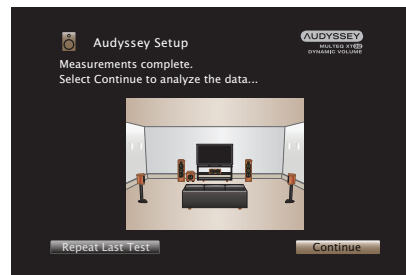 Audyssey Setup
AUDYSSEY
MULTEQ XT32
DYNAMIC VOLUME
Measurements complete.
Select Continue to analyze the data...
Repeat Last Test
Continue